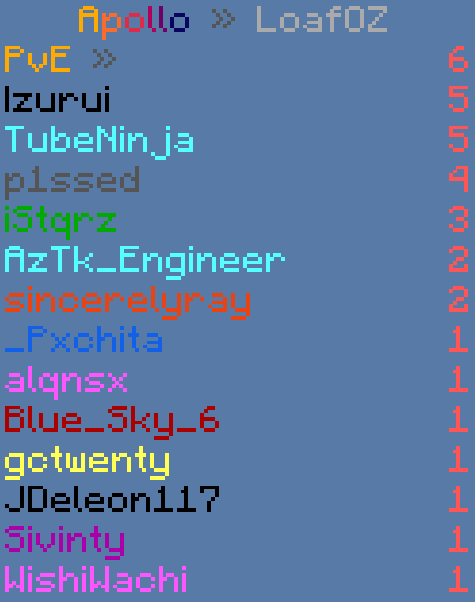 Apollo » LoafOZ
PvE » 6
Izurui 5
TubeNinja 5
p1ssed 4
iStqrz 3
AzTk_Engineer 2
sincerelyray 2
_Pxchita 1
alqnsx 1
Blue_Sky_6 1
gctwenty 1
JDeleon117 1
Sivinty 1
WishiWachi 1